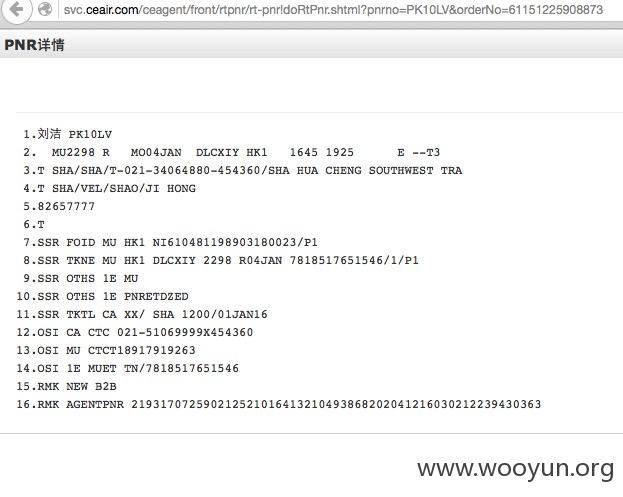 svc.ceair.com/ceagent/front/rtpnr/rt-pnr!doRtPnr.shtml?pnrno=PK10LV&orderNo=61151225908873
PNR详情
1.刘洁 PK10LV
2. MU2298 R MO04JAN DLCXIY HK1 1645 1925 E --T3
3.T SHA/SHA/T-021-34064880-454360/SHA HUA CHENG SOUTHWEST TRA
4.T SHA/VEL/SHAO/JI HONG
5.82657777
6.T
7.SSR FOID MU HK1 NI610481198903180023/P1
8.SSR TKNE MU HK1 DLCXIY 2298 R04JAN 7818517651546/1/P1
9.SSR OTHS 1E MU
10.SSR OTHS 1E PNRETDZED
11.SSR TKTL CA XX/ SHA 1200/01JAN16
12.OSI CA CTC 021-51069999X454360
13.OSI MU CTCT18917919263
14.OSI 1E MUET TN/7818517651546
15.RMK NEW B2B
16.RMK AGENTPNR 219317072590212521016413210493868202041216030212239430363
www.wooyun.org